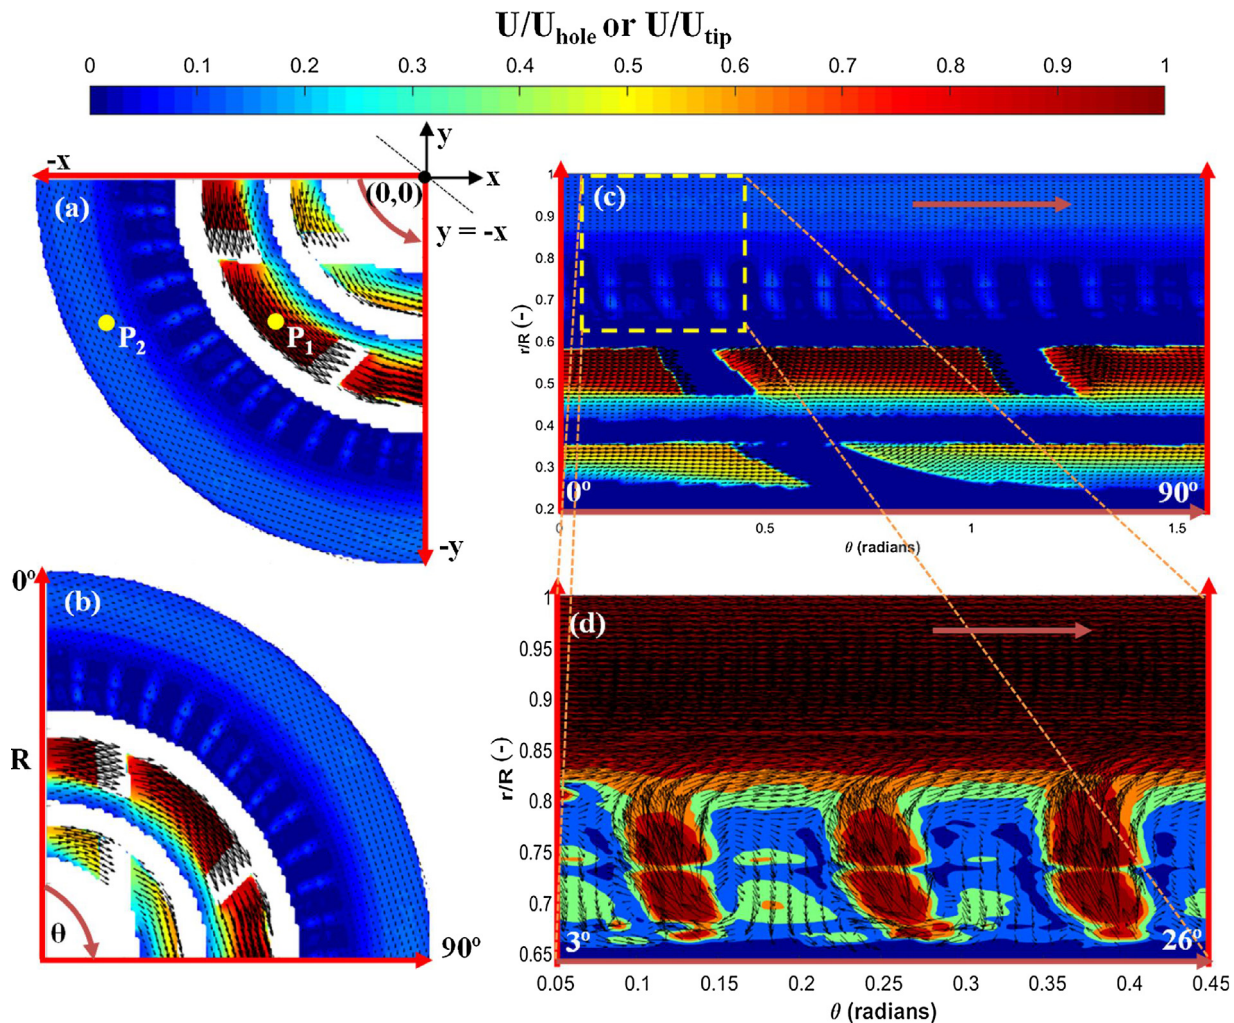 U/U_hole or U/U_tip
0 0.1 0.2 0.3 0.4 0.5 0.6 0.7 0.8 0.9 1
-x
y
x
(0,0)
y = -x
(a)
P₁
P₂
-y
(c)
1
0.9
0.8
0.7
0.6
0.5
0.4
0.3
0.2
r/R (-)
0º
90º
0 0.5 1 1.5
θ (radians)
0º
(b)
R
θ
90º
(d)
1
0.95
0.9
0.85
0.8
0.75
0.7
0.65
r/R (-)
3º
26º
0.05 0.1 0.15 0.2 0.25 0.3 0.35 0.4 0.45
θ (radians)